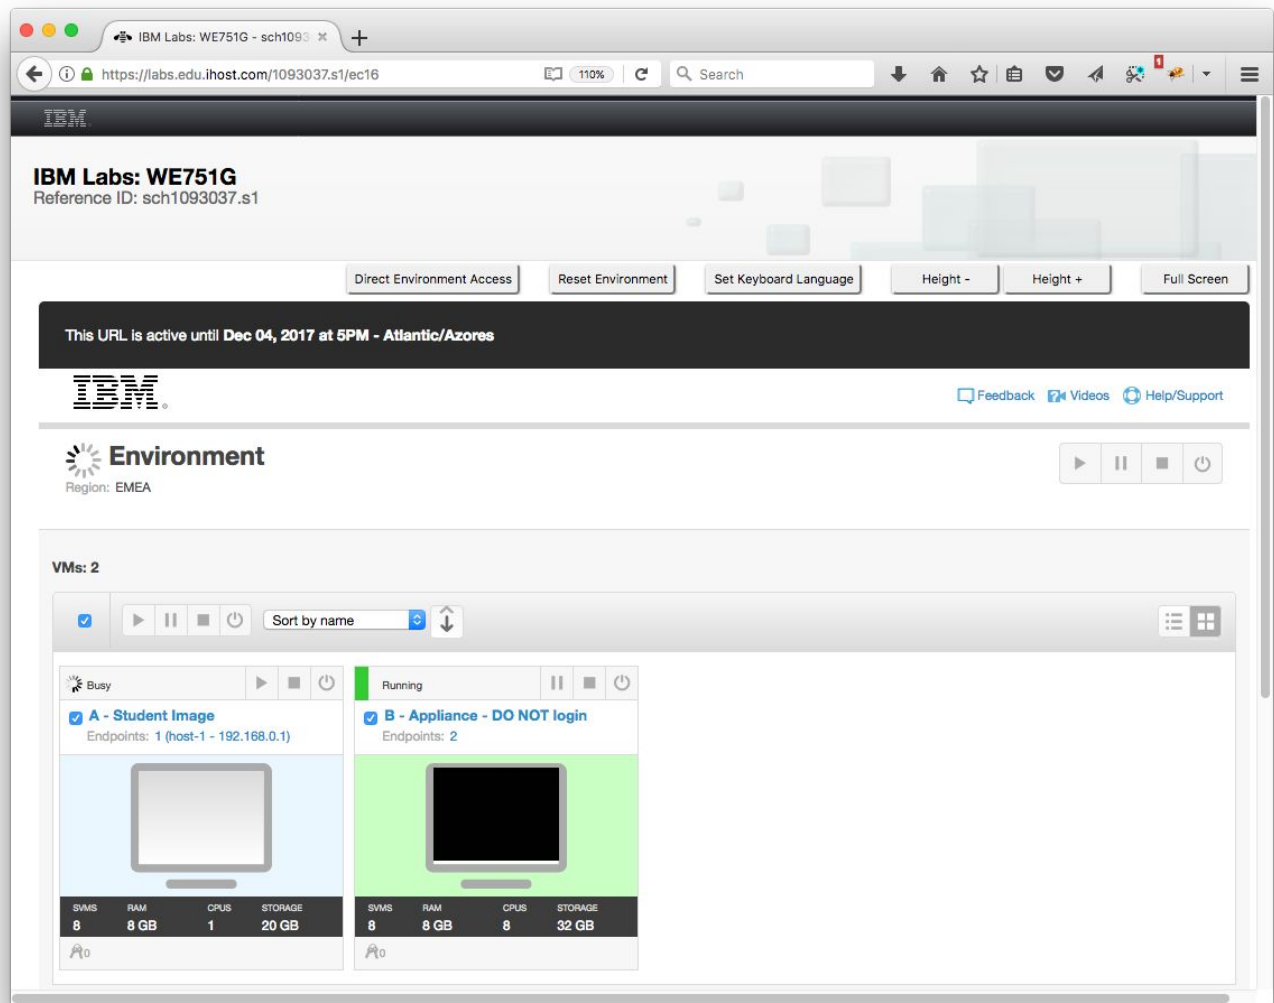 IBM Labs: WE751G - sch1093
https://labs.edu.ihost.com/1093037.s1/ec16
110%
Search
1
IBM.
IBM Labs: WE751G
Reference ID: sch1093037.s1
Direct Environment Access
Reset Environment
Set Keyboard Language
Height -
Height +
Full Screen
This URL is active until Dec 04, 2017 at 5PM - Atlantic/Azores
IBM.
Feedback
Videos
Help/Support
Environment
Region: EMEA
VMs: 2
Sort by name
Busy
Running
A - Student Image
B - Appliance - DO NOT login
Endpoints: 1 (host-1 - 192.168.0.1)
Endpoints: 2
SVMS RAM CPUS STORAGE
8 8 GB 1 20 GB
SVMS RAM CPUS STORAGE
8 8 GB 8 32 GB
0
0